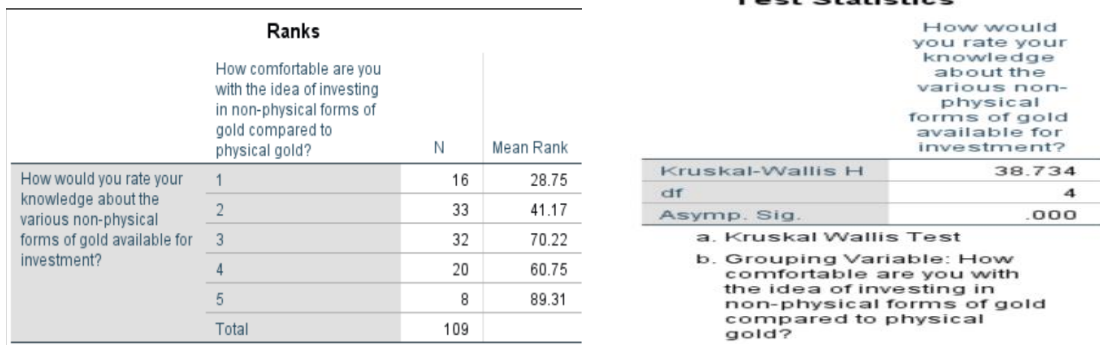 Ranks
How comfortable are you
with the idea of investing
in non-physical forms of
gold compared to
physical gold?
N
Mean Rank
How would you rate your
knowledge about the
various non-physical
forms of gold available for
investment?
1 16 28.75
2 33 41.17
3 32 70.22
4 20 60.75
5 8 89.31
Total 109
Test Statistics
How would
you rate your
knowledge
about the
various non-
physical
forms of gold
available for
investment?
Kruskal-Wallis H 38.734
df 4
Asymp. Sig. .000
a. Kruskal Wallis Test
b. Grouping Variable: How
comfortable are you with
the idea of investing in
non-physical forms of gold
compared to physical
gold?